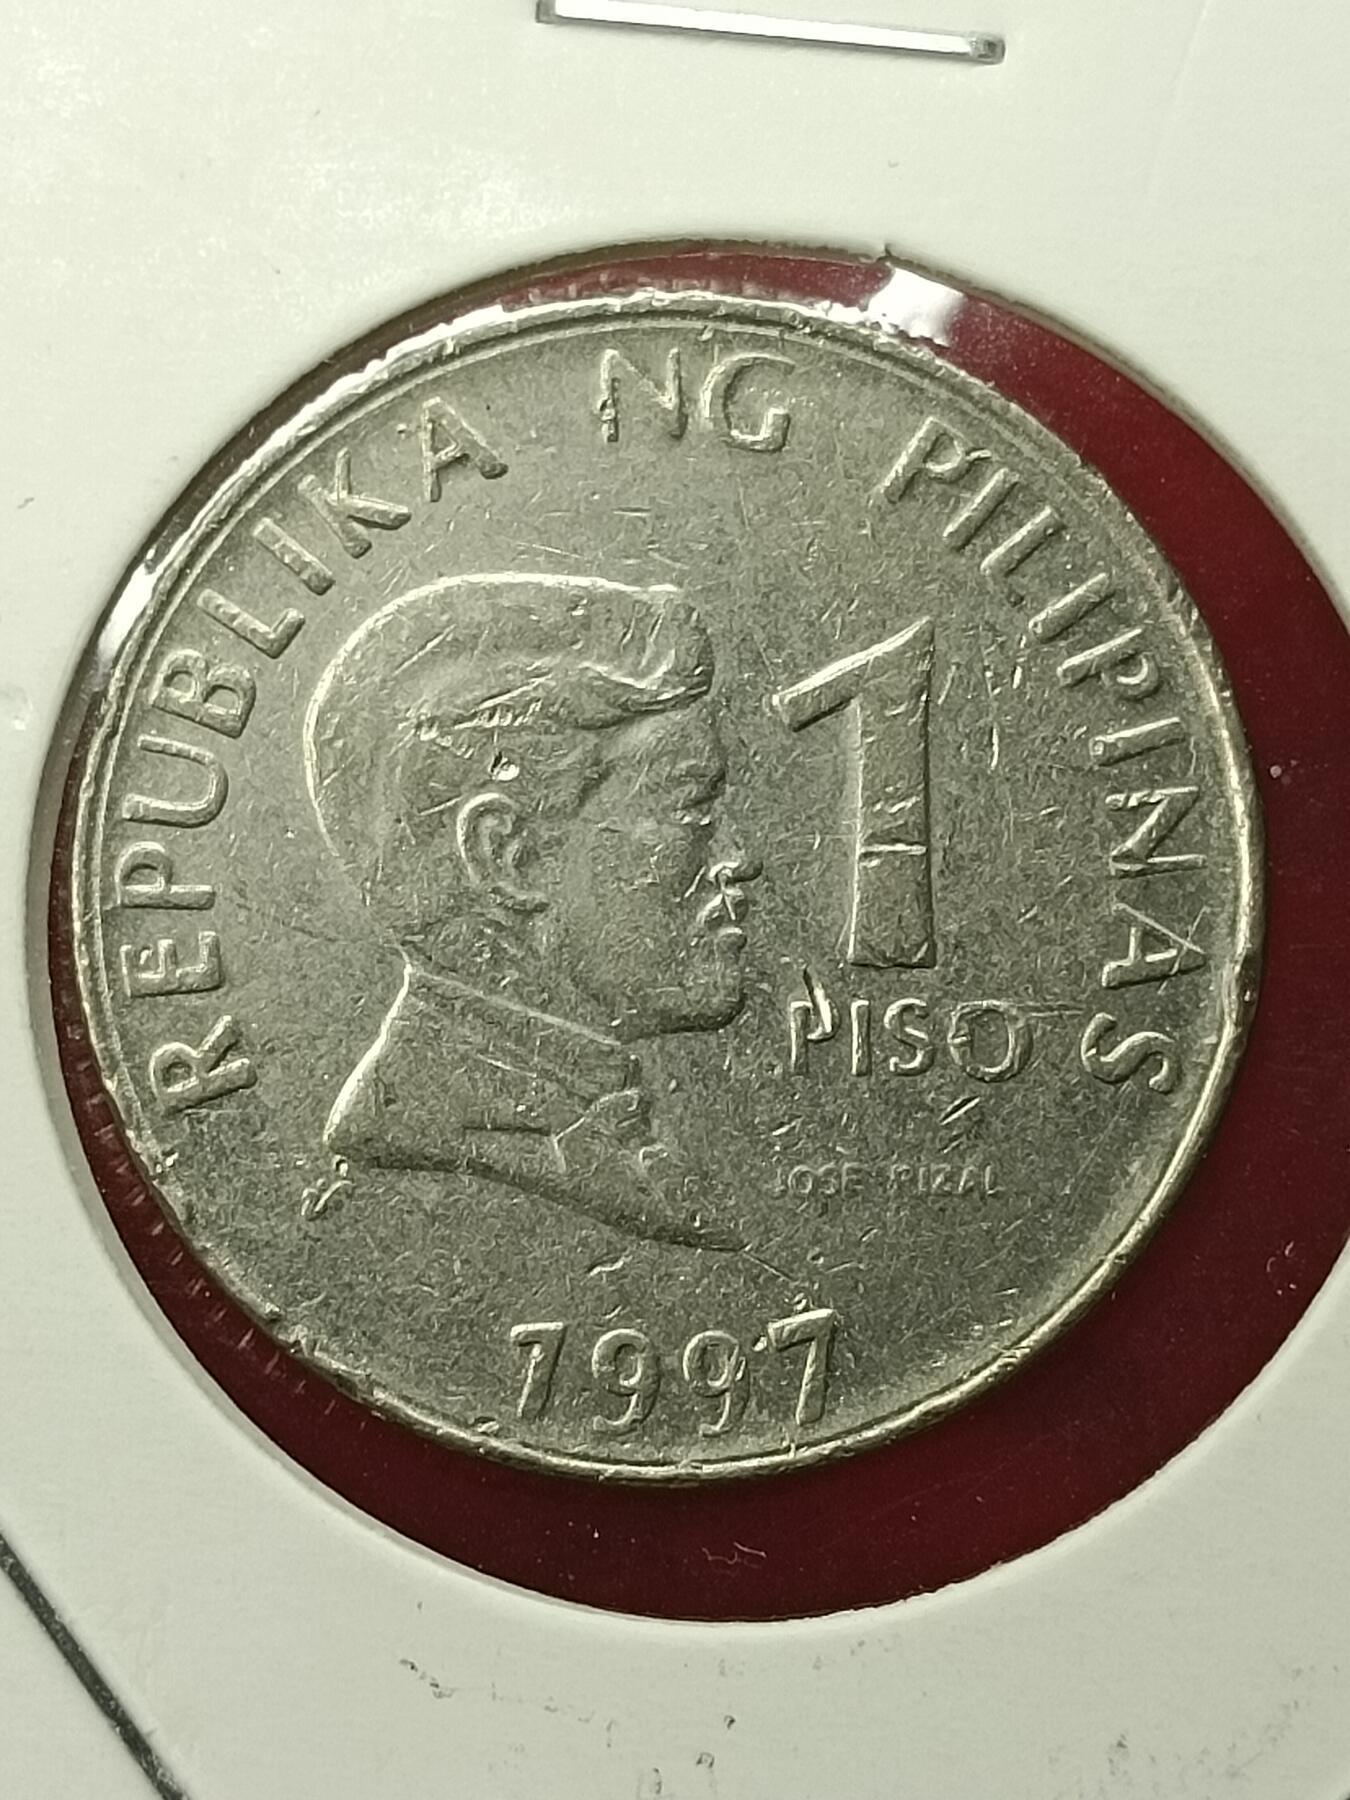 REPUBLIKA NG PILIPINAS
1
PISO
JOSE RIZAL
1997